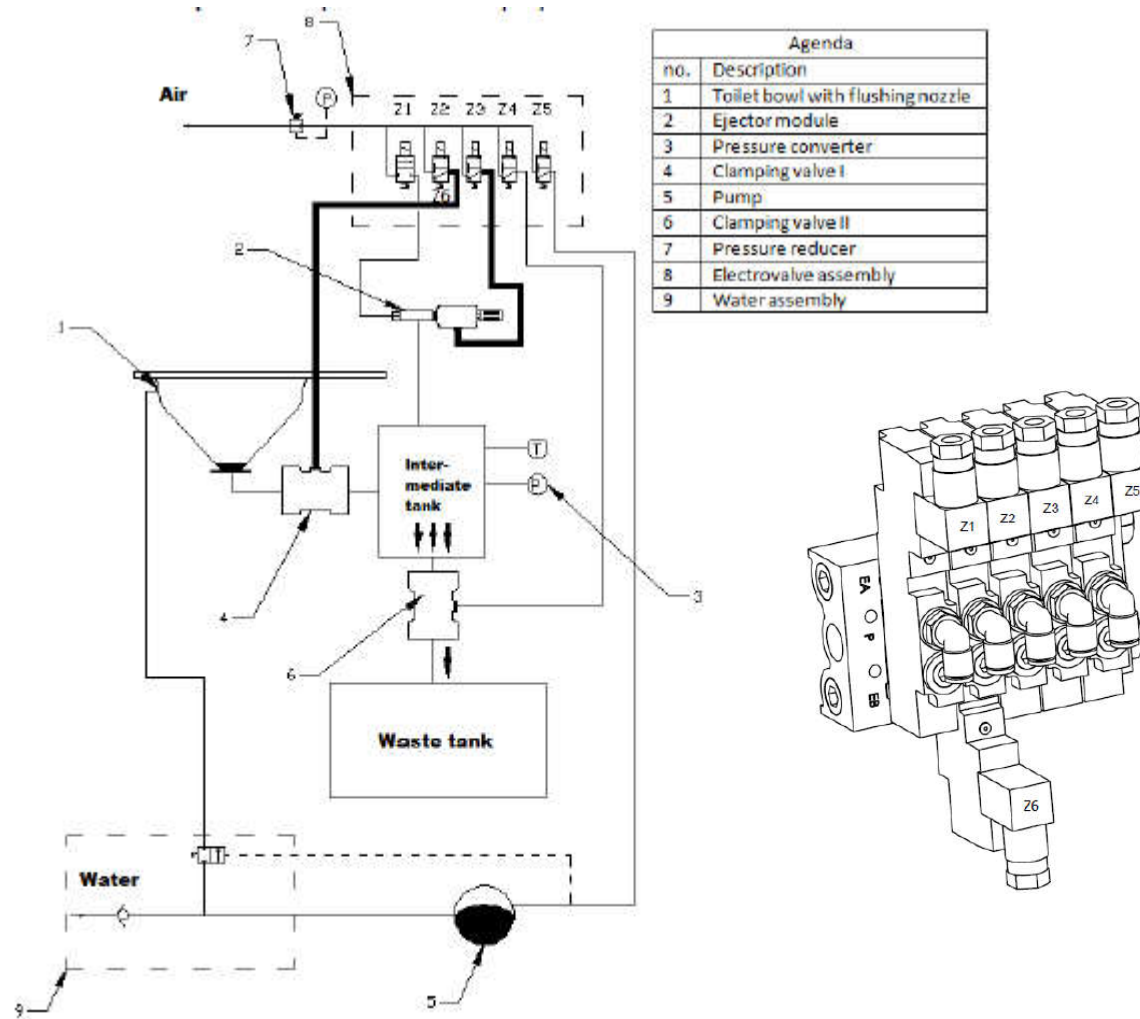 8
7
Air
P
Z1 Z2 Z3 Z4 Z5
Z6
2
1
Inter-
mediate
tank
T
P
3
4
6
Waste tank
Water
9
5
Agenda
no. Description
1 Toilet bowl with flushing nozzle
2 Ejector module
3 Pressure converter
4 Clamping valve I
5 Pump
6 Clamping valve II
7 Pressure reducer
8 Electrovalve assembly
9 Water assembly
Z1 Z2 Z3 Z4 Z5
EA
P
EB
Z6